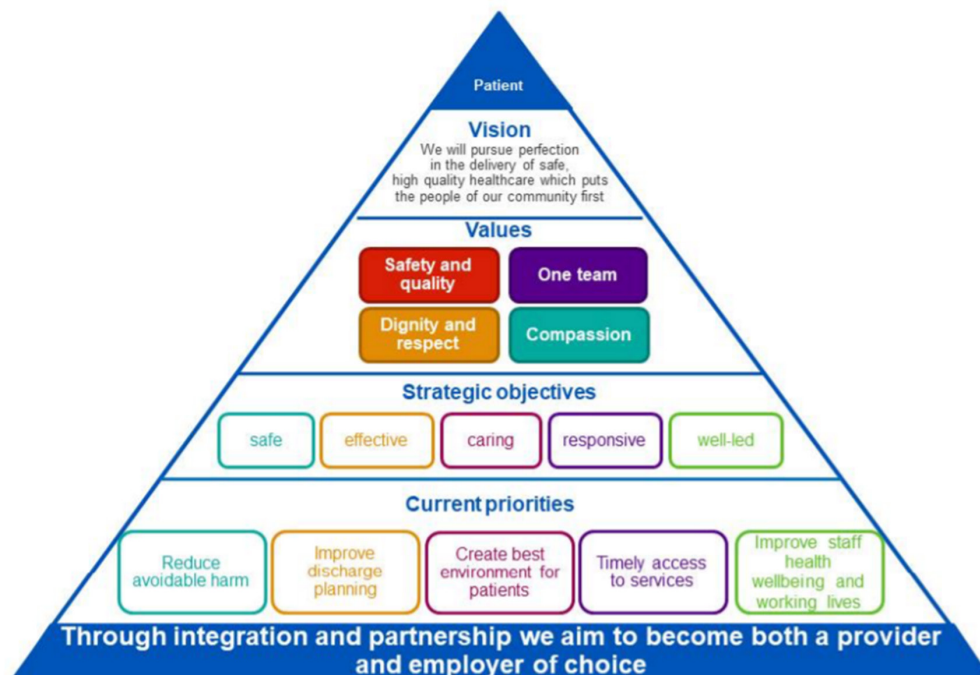 Patient
Vision
We will pursue perfection
in the delivery of safe,
high quality healthcare which puts
the people of our community first
Values
Safety and
quality
One team
Dignity and
respect
Compassion
Strategic objectives
safe
effective
caring
responsive
well-led
Current priorities
Reduce
avoidable harm
Improve
discharge
planning
Create best
environment for
patients
Timely access
to services
Improve staff
health
wellbeing and
working lives
Through integration and partnership we aim to become both a provider
and employer of choice